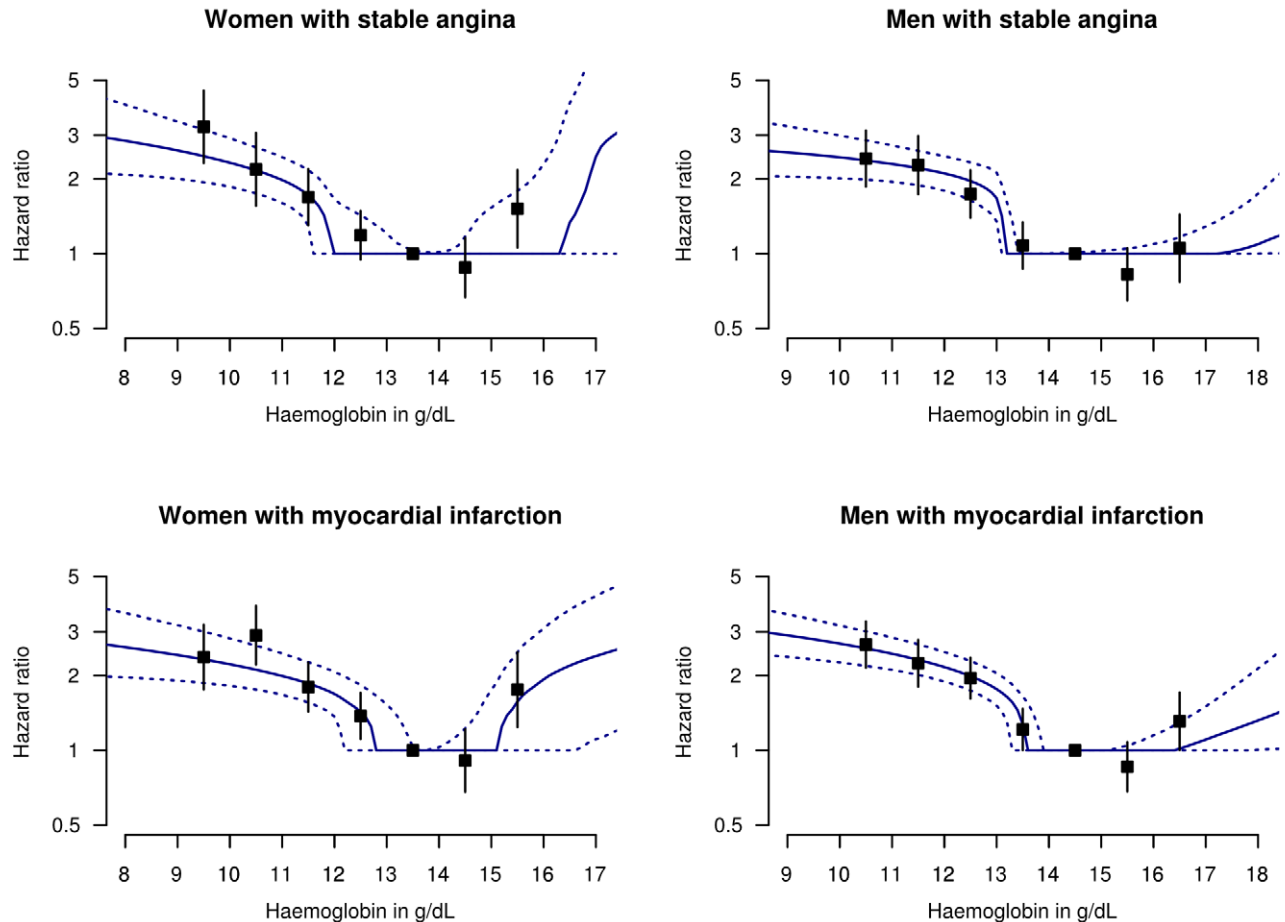 Women with stable angina
Hazard ratio
5
3
2
1
0.5
8 9 10 11 12 13 14 15 16 17
Haemoglobin in g/dL
Men with stable angina
Hazard ratio
5
3
2
1
0.5
9 10 11 12 13 14 15 16 17 18
Haemoglobin in g/dL
Women with myocardial infarction
Hazard ratio
5
3
2
1
0.5
8 9 10 11 12 13 14 15 16 17
Haemoglobin in g/dL
Men with myocardial infarction
Hazard ratio
5
3
2
1
0.5
9 10 11 12 13 14 15 16 17 18
Haemoglobin in g/dL